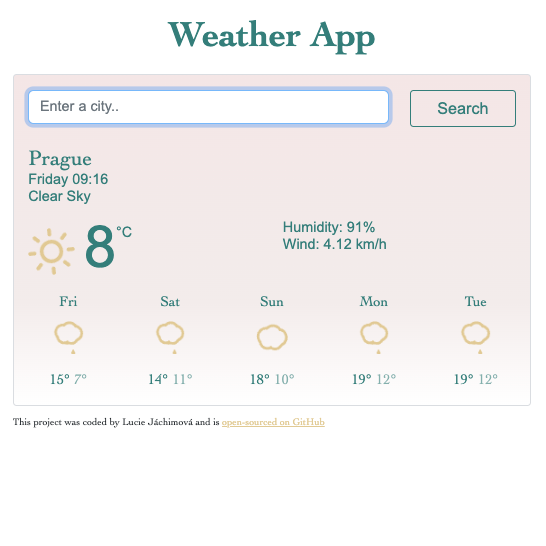 Weather App
Enter a city..
Search
Prague
Friday 09:16
Clear Sky
8 °C
Humidity: 91%
Wind: 4.12 km/h
Fri Sat Sun Mon Tue
15° 7° 14° 11° 18° 10° 19° 12° 19° 12°
This project was coded by Lucie Jáchimová and is open-sourced on GitHub